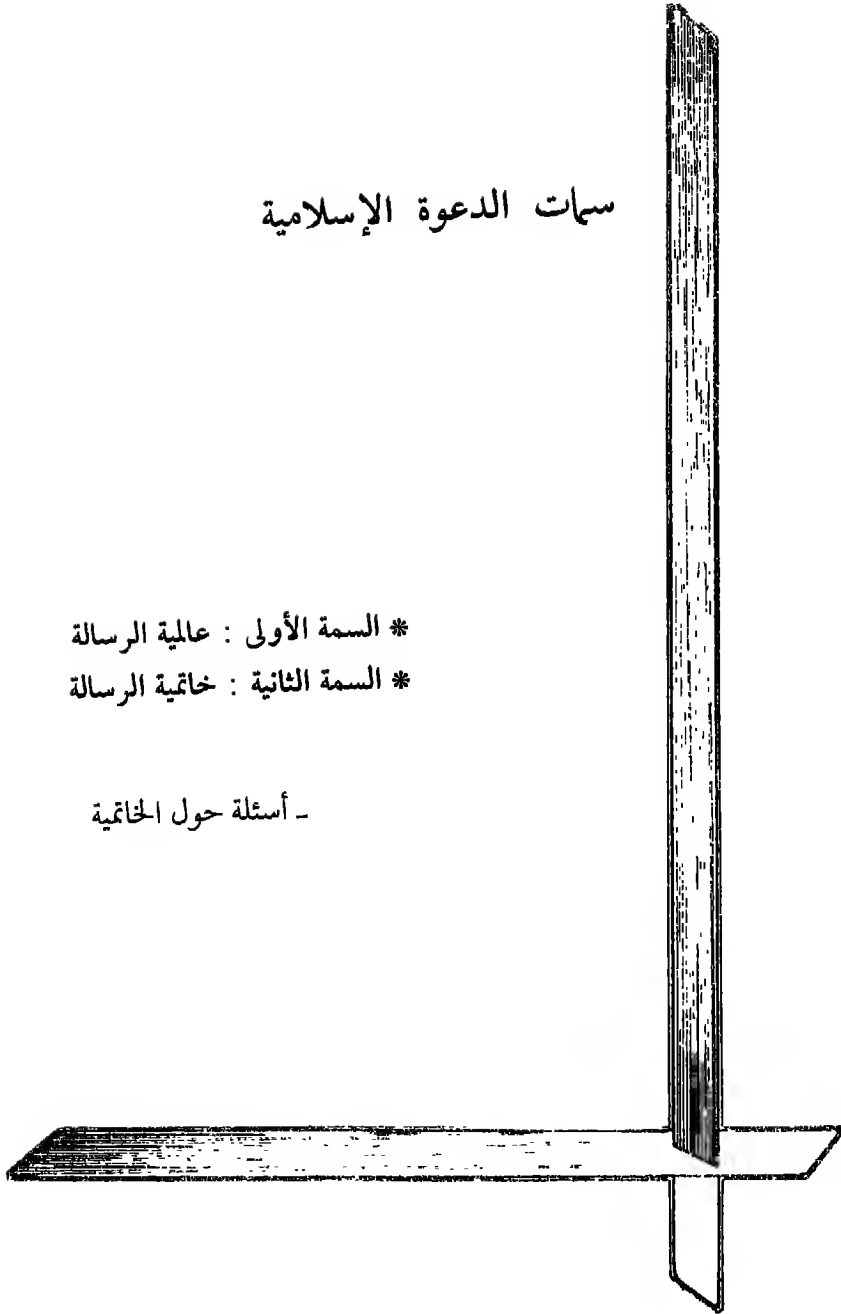 سمات الدعوة الإسلامية
* السمة الأولى : عالمية الرسالة
* السمة الثانية : خاتمية الرسالة
ـ أسئلة حول الخاتمية